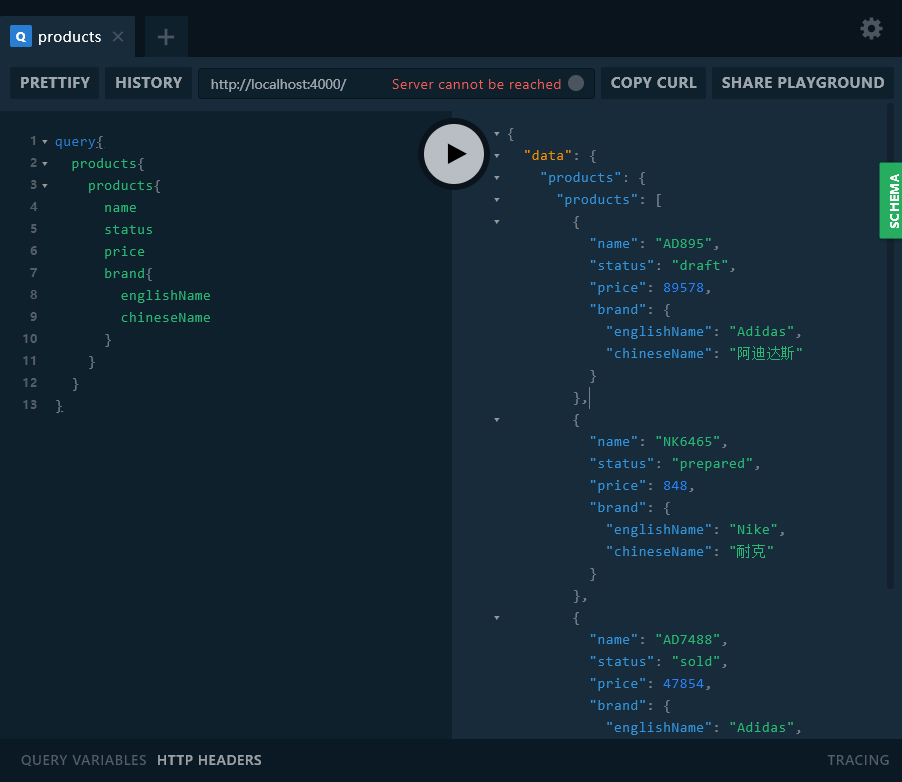 Q products
PRETTIFY HISTORY http://localhost:4000/ Server cannot be reached COPY CURL SHARE PLAYGROUND
1 query{
2 products{
3 products{
4 name
5 status
6 price
7 brand{
8 englishName
9 chineseName
10 }
11 }
12 }
13 }
{
"data": {
"products": {
"products": [
{
"name": "AD895",
"status": "draft",
"price": 89578,
"brand": {
"englishName": "Adidas",
"chineseName": "阿迪达斯"
}
},
{
"name": "NK6465",
"status": "prepared",
"price": 848,
"brand": {
"englishName": "Nike",
"chineseName": "耐克"
}
},
{
"name": "AD7488",
"status": "sold",
"price": 47854,
"brand": {
"englishName": "Adidas",
SCHEMA
QUERY VARIABLES HTTP HEADERS TRACING